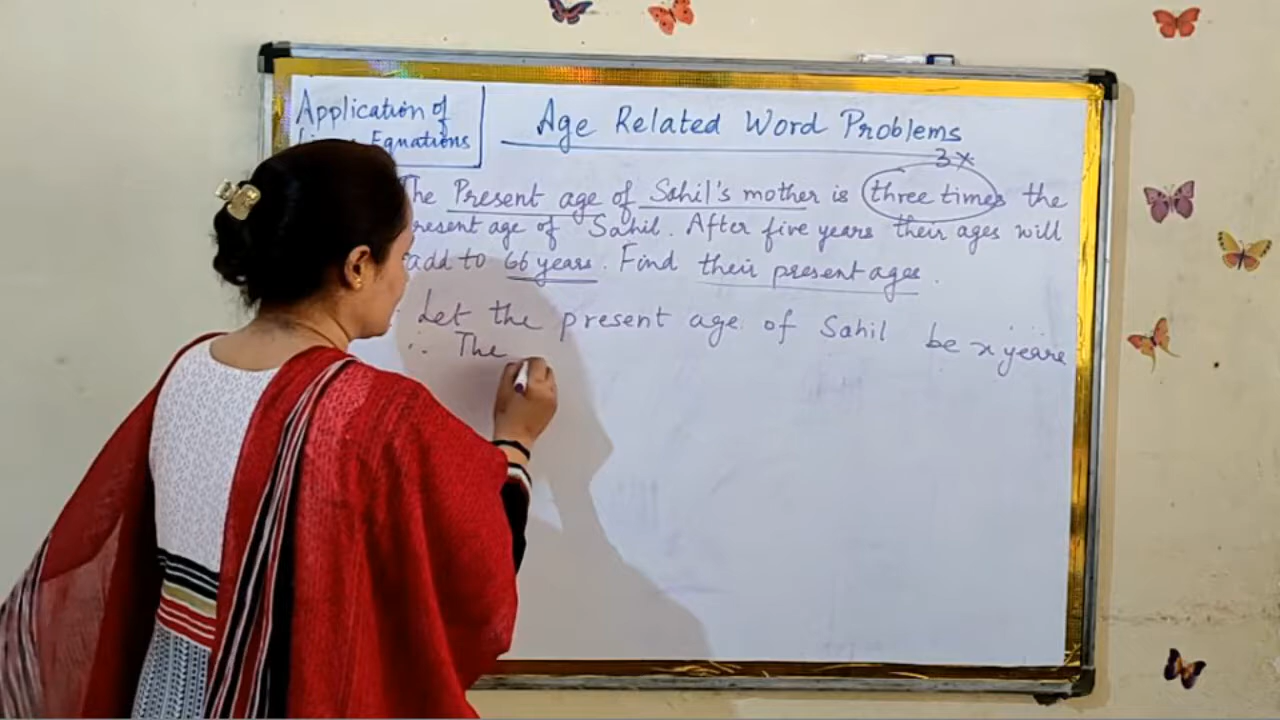 Application of
Equations
Age Related Word Problems
3x
The Present age of Sahil's mother is three times the
present age of Sahil. After five years their ages will
add to 66 years. Find their present ages.
Let the present age of Sahil be x years
∴ The